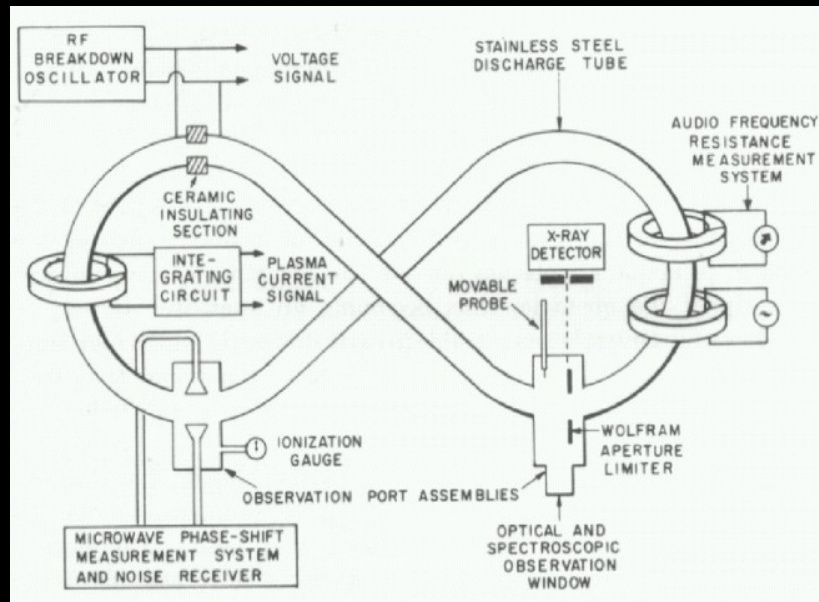 RF
BREAKDOWN
OSCILLATOR
VOLTAGE
SIGNAL
STAINLESS STEEL
DISCHARGE TUBE
AUDIO FREQUENCY
RESISTANCE
MEASUREMENT
SYSTEM
CERAMIC
INSULATING
SECTION
X-RAY
DETECTOR
INTE-
GRATING
CIRCUIT
PLASMA
CURRENT
SIGNAL
MOVABLE
PROBE
IONIZATION
GAUGE
WOLFRAM
APERTURE
LIMITER
OBSERVATION PORT ASSEMBLIES
MICROWAVE PHASE-SHIFT
MEASUREMENT SYSTEM
AND NOISE RECEIVER
OPTICAL AND
SPECTROSCOPIC
OBSERVATION
WINDOW